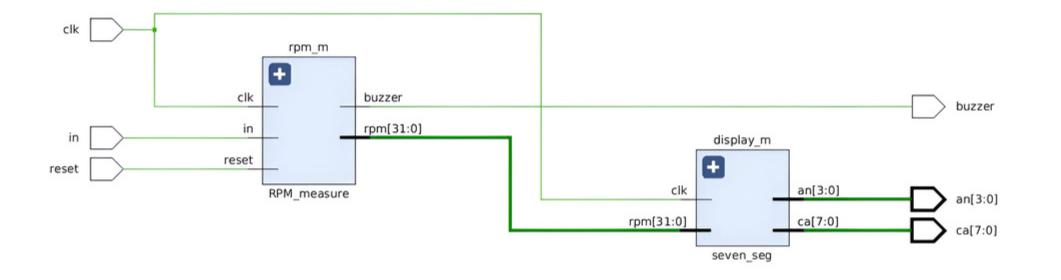 clk
rpm_m
clk
buzzer
buzzer
in
in
rpm[31:0]
reset
reset
RPM_measure
display_m
clk
an[3:0]
an[3:0]
rpm[31:0]
ca[7:0]
ca[7:0]
seven_seg